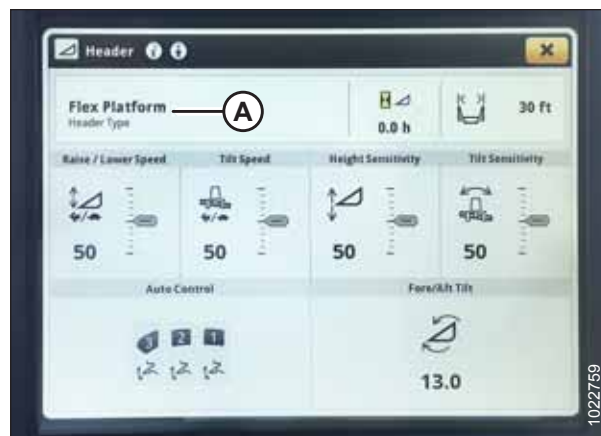 Header
Flex Platform
A
Header Type
0.0 h
30 ft
Raise / Lower Speed
Tilt Speed
Height Sensitivity
Tilt Sensitivity
50
50
50
50
Auto Control
Fore/Aft Tilt
3
2
1
13.0
1022759